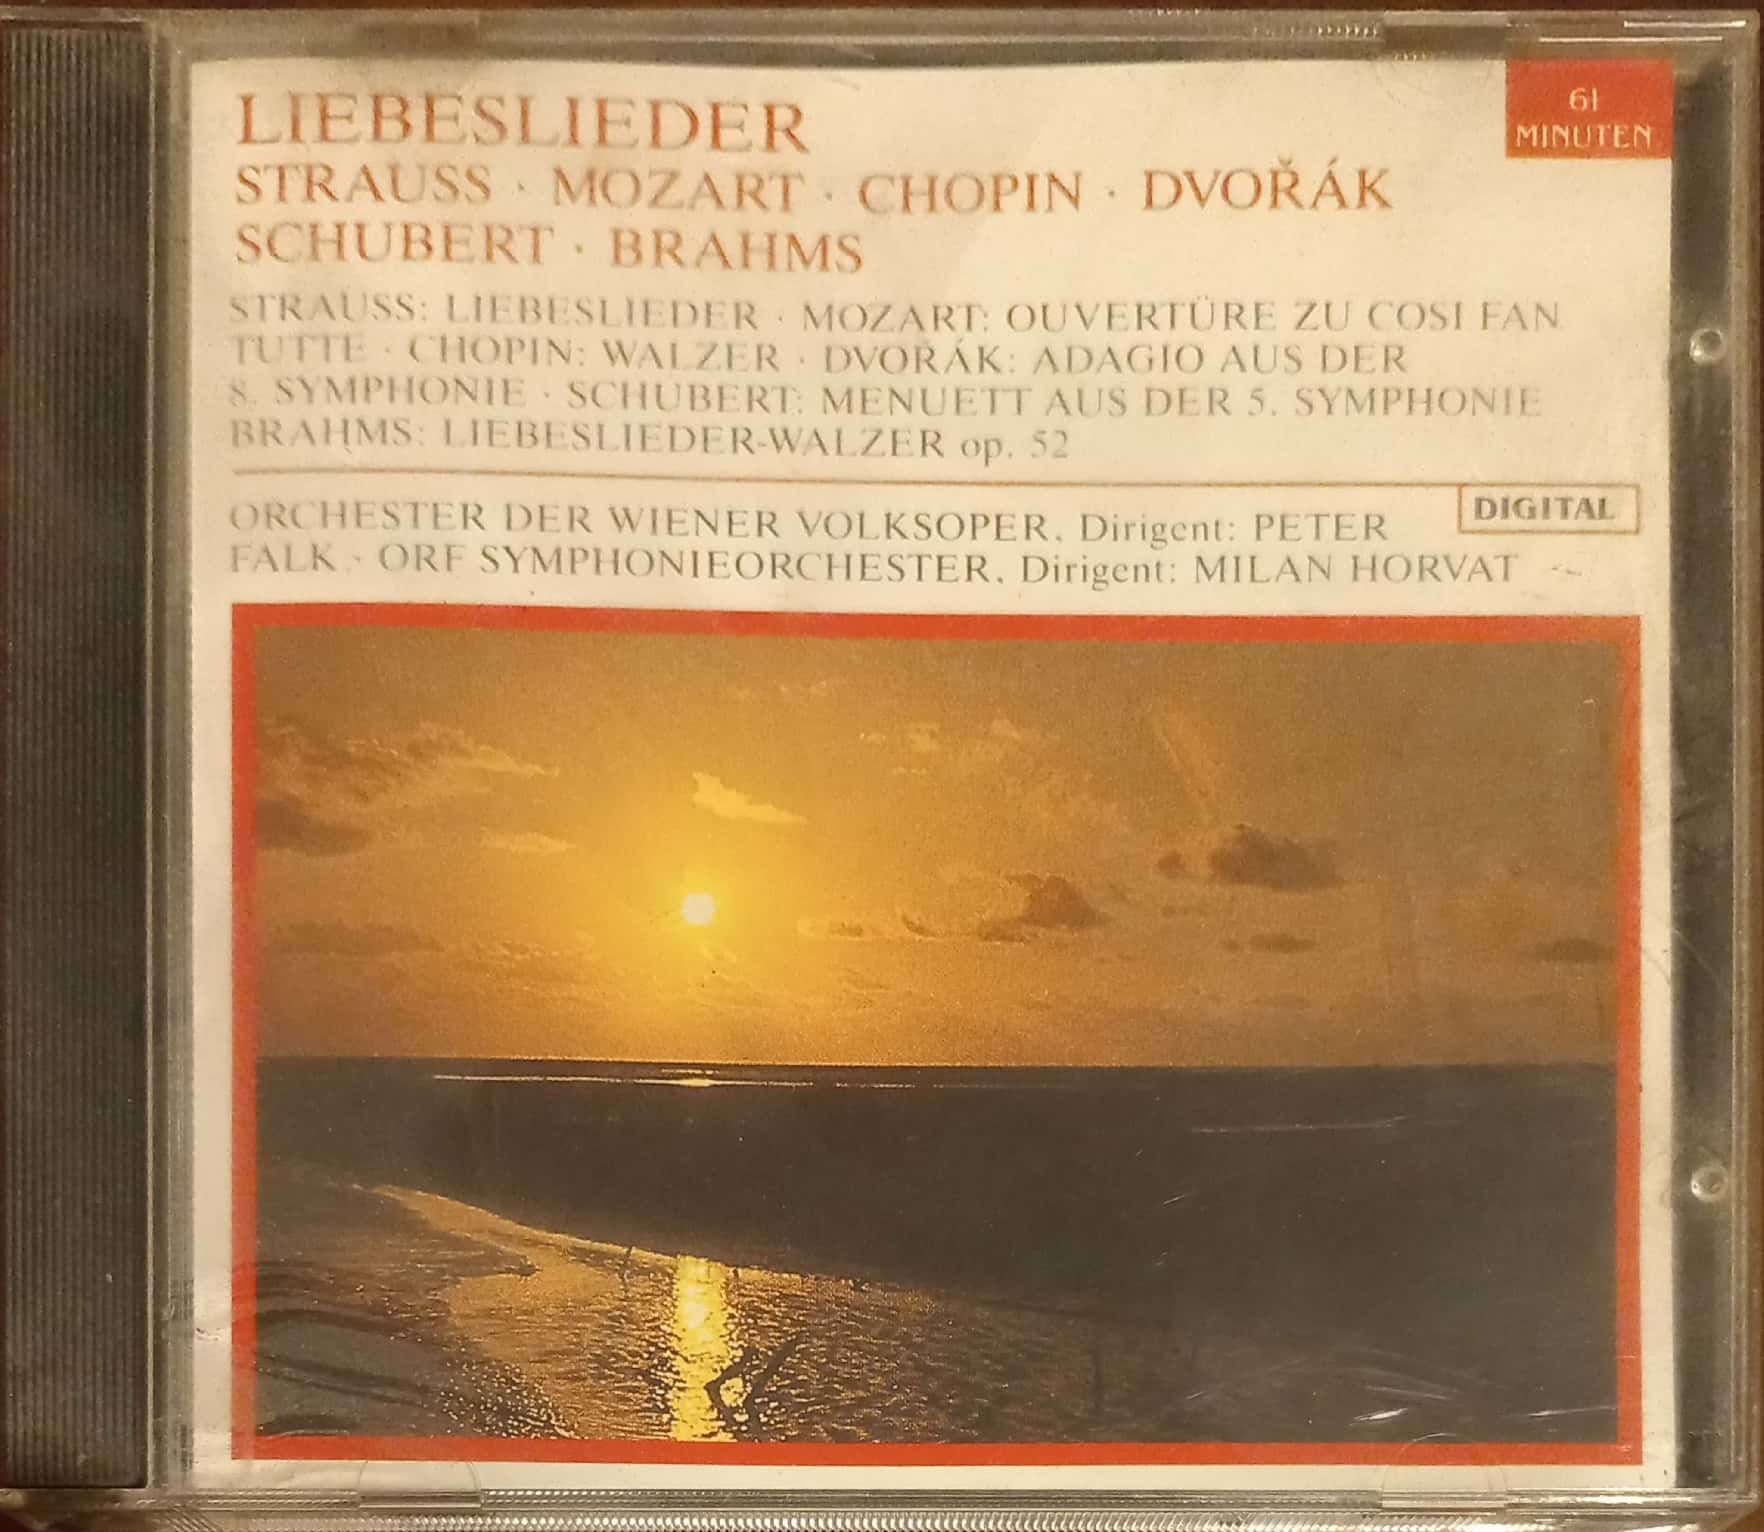 LIEBESLIEDER
61
MINUTEN
STRAUSS · MOZART · CHOPIN · DVOŘÁK
SCHUBERT · BRAHMS
STRAUSS: LIEBESLIEDER · MOZART: OUVERTÜRE ZU COSI FAN
TUTTE · CHOPIN: WALZER · DVOŘÁK: ADAGIO AUS DER
8. SYMPHONIE · SCHUBERT: MENUETT AUS DER 5. SYMPHONIE
BRAHMS: LIEBESLIEDER-WALZER op. 52
DIGITAL
ORCHESTER DER WIENER VOLKSOPER, Dirigent: PETER
FALK · ORF SYMPHONIEORCHESTER, Dirigent: MILAN HORVAT